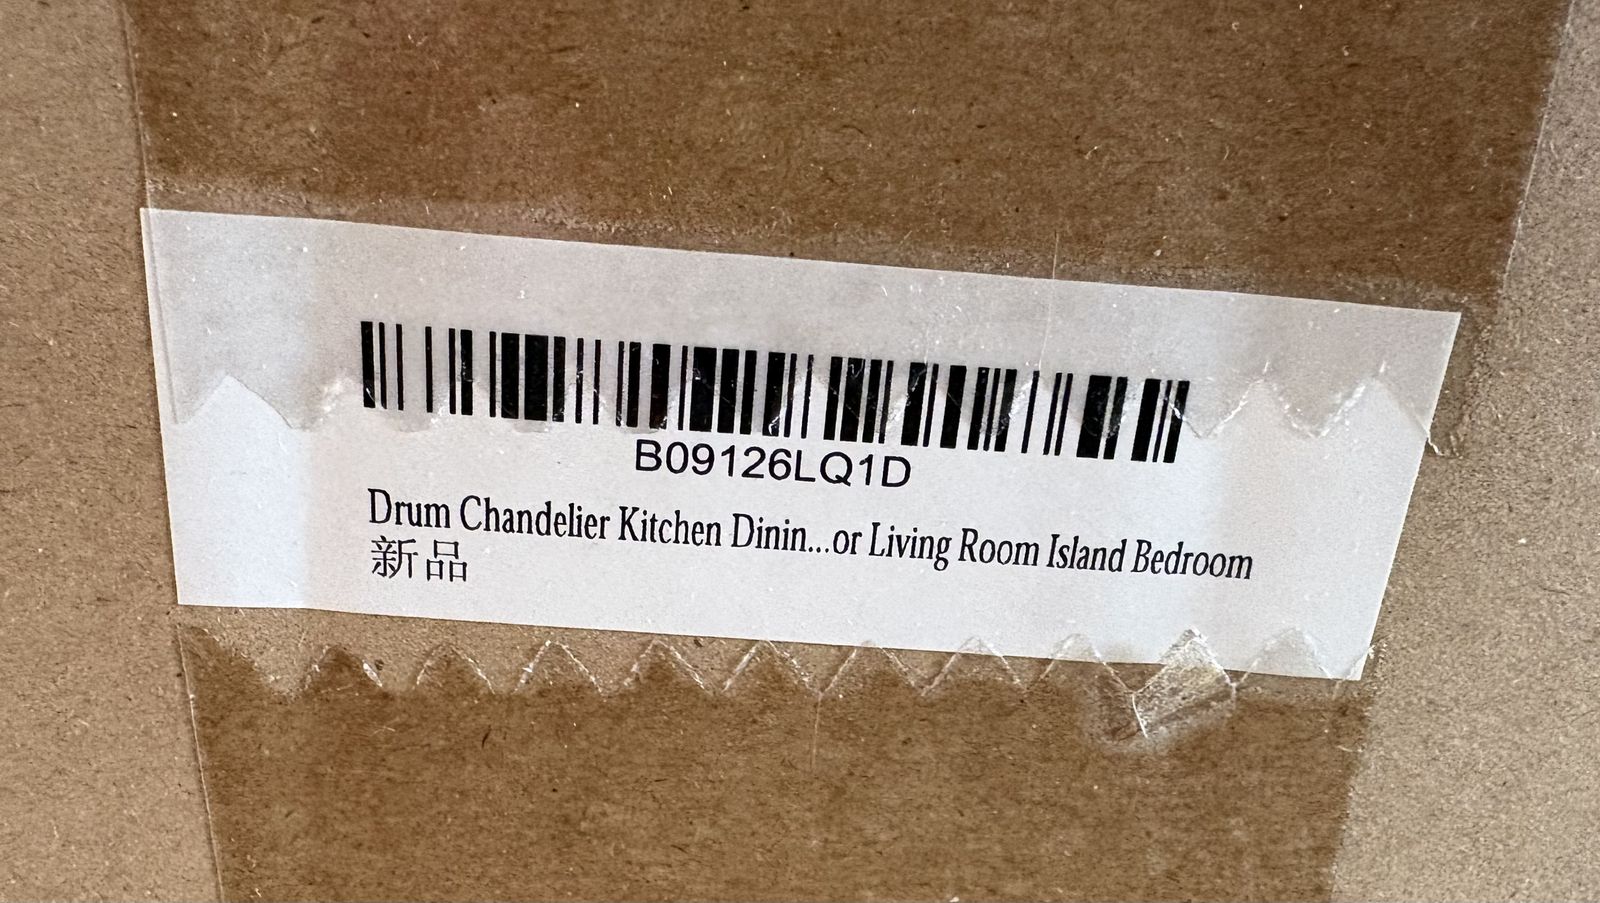 B09126LQ1D
Drum Chandelier Kitchen Dinin...or Living Room Island Bedroom
新品